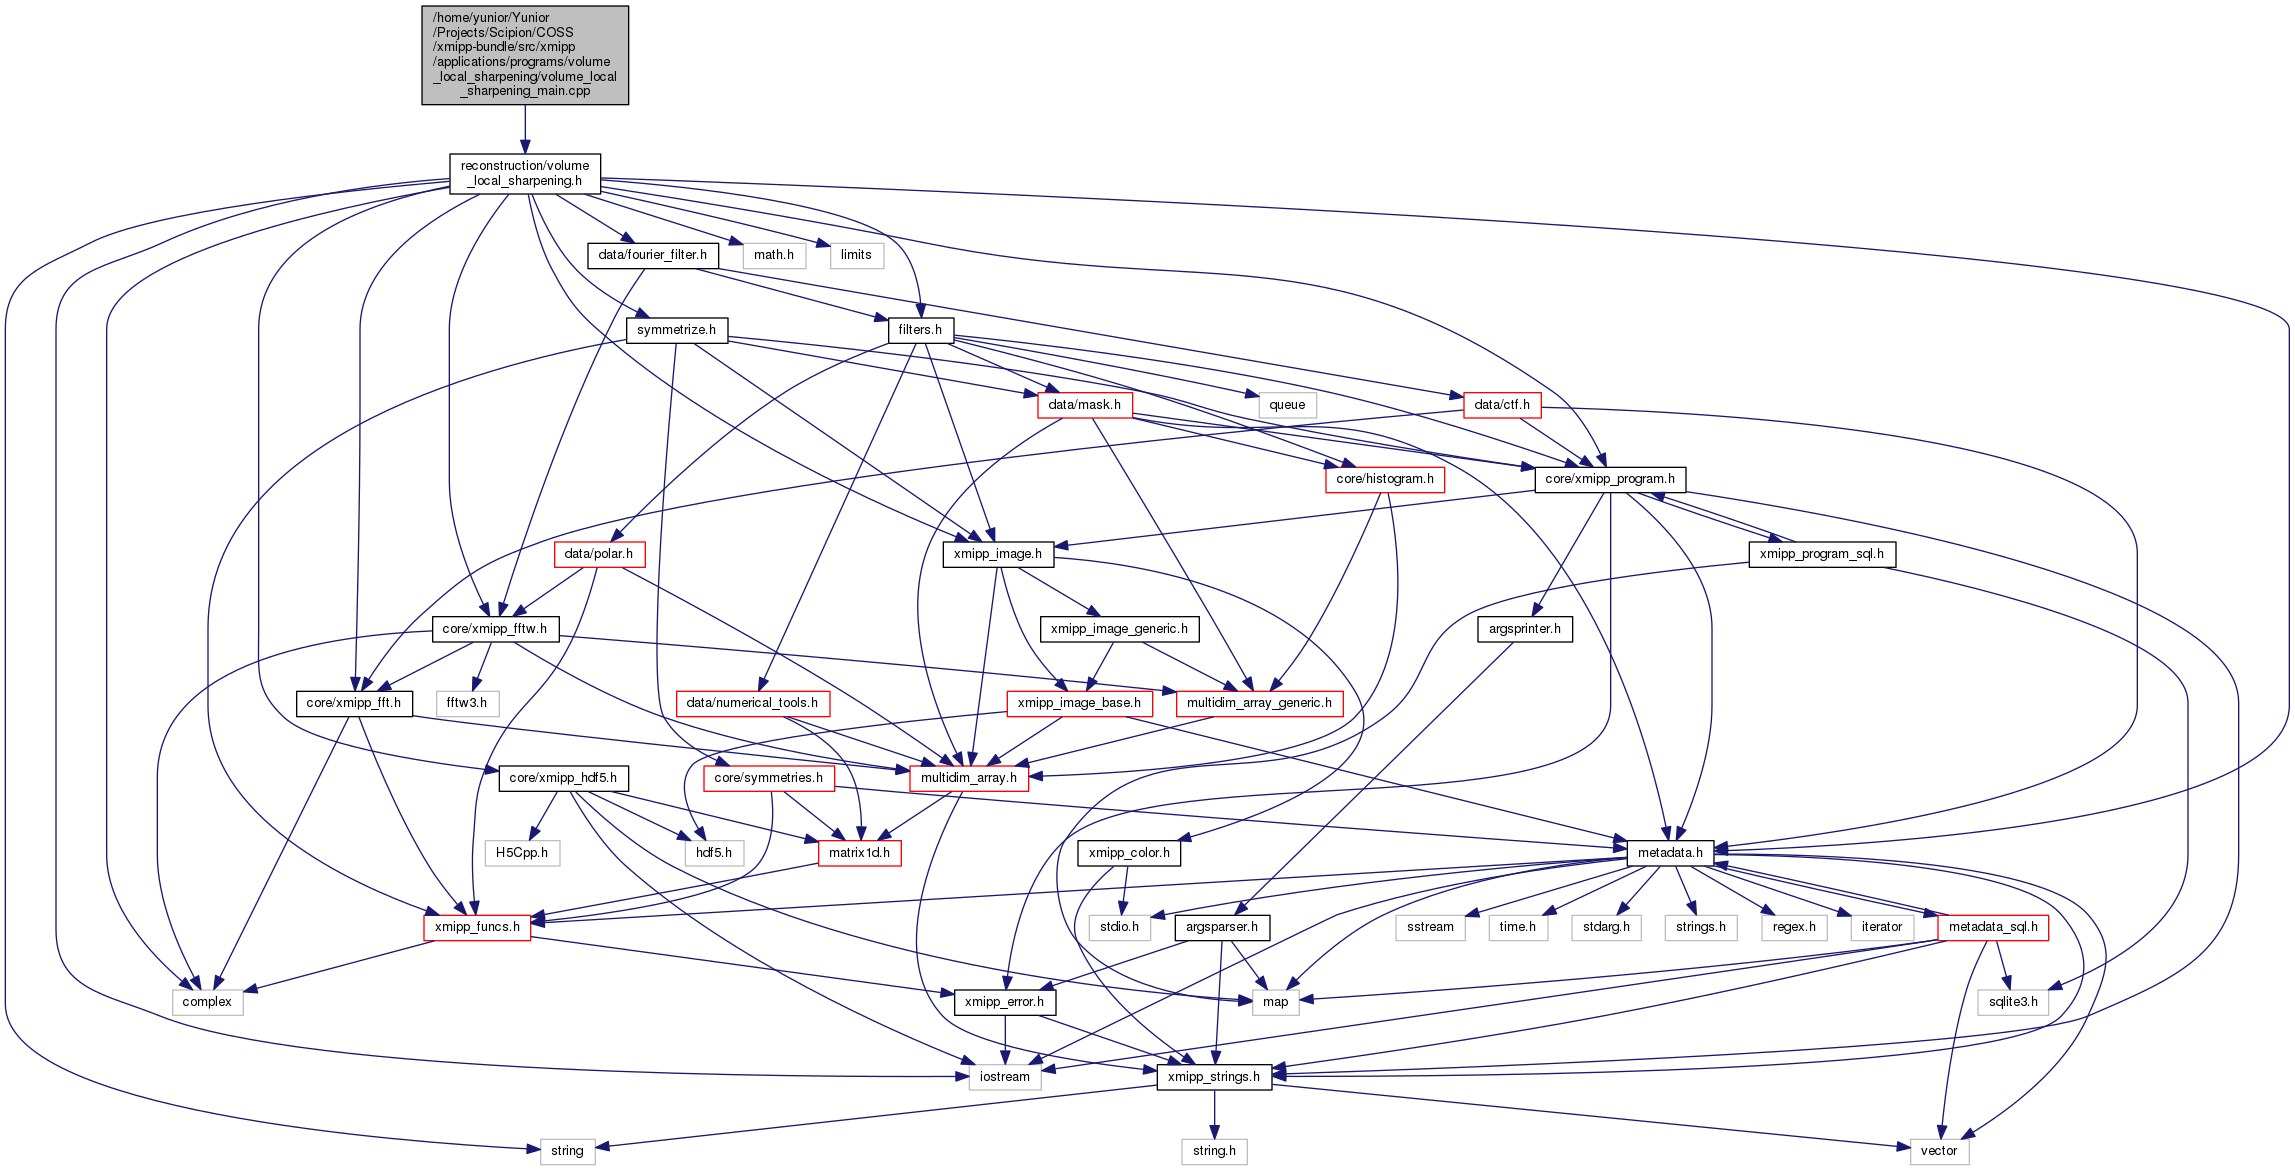 /home/yunior/Yunior
/Projects/Scipion/COSS
/xmipp-bundle/src/xmipp
/applications/programs/volume
_local_sharpening/volume_local
_sharpening_main.cpp
reconstruction/volume
_local_sharpening.h
data/fourier_filter.h
math.h
limits
symmetrize.h
filters.h
data/mask.h
queue
data/ctf.h
core/histogram.h
core/xmipp_program.h
data/polar.h
xmipp_image.h
xmipp_program_sql.h
core/xmipp_fftw.h
xmipp_image_generic.h
argsprinter.h
core/xmipp_fft.h
fftw3.h
data/numerical_tools.h
xmipp_image_base.h
multidim_array_generic.h
core/xmipp_hdf5.h
core/symmetries.h
multidim_array.h
H5Cpp.h
hdf5.h
matrix1d.h
xmipp_color.h
metadata.h
xmipp_funcs.h
stdio.h
argsparser.h
sstream
time.h
stdarg.h
strings.h
regex.h
iterator
metadata_sql.h
complex
xmipp_error.h
map
sqlite3.h
iostream
xmipp_strings.h
string
string.h
vector